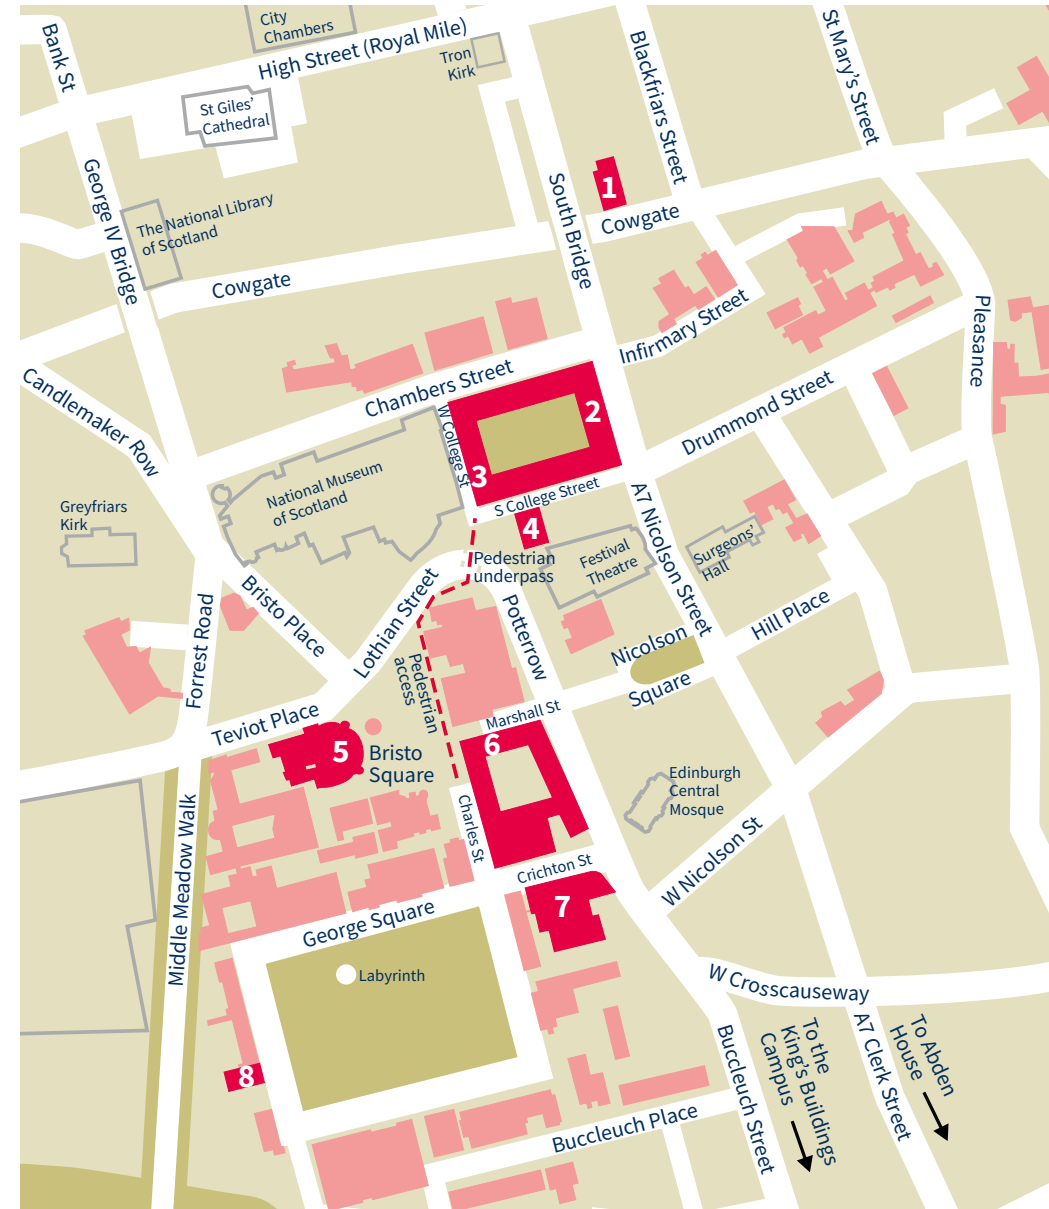 City
Chambers
High Street (Royal Mile)
Bank St
Tron
Kirk
Blackfriars Street
St Mary's Street
St Giles'
Cathedral
George IV Bridge
1
South Bridge
The National Library
of Scotland
Cowgate
Cowgate
Infirmary Street
Pleasance
Candlemaker Row
Chambers Street
Drummond Street
W College St
2
3
National Museum
of Scotland
S College Street
4
A7 Nicolson Street
Greyfriars
Kirk
Surgeons'
Hall
Festival
Theatre
Pedestrian
underpass
Bristo Place
Lothian Street
Potterrow
Forrest Road
Hill Place
Nicolson
Square
Pedestrian
access
Teviot Place
Marshall St
5
Bristo
Square
6
Edinburgh
Central
Mosque
Charles St
Middle Meadow Walk
W Nicolson St
Crichton St
7
George Square
Labyrinth
W Crosscauseway
8
To the
King's Buildings
Campus
To Abden
House
A7 Clerk Street
Buccleuch Street
Buccleuch Place